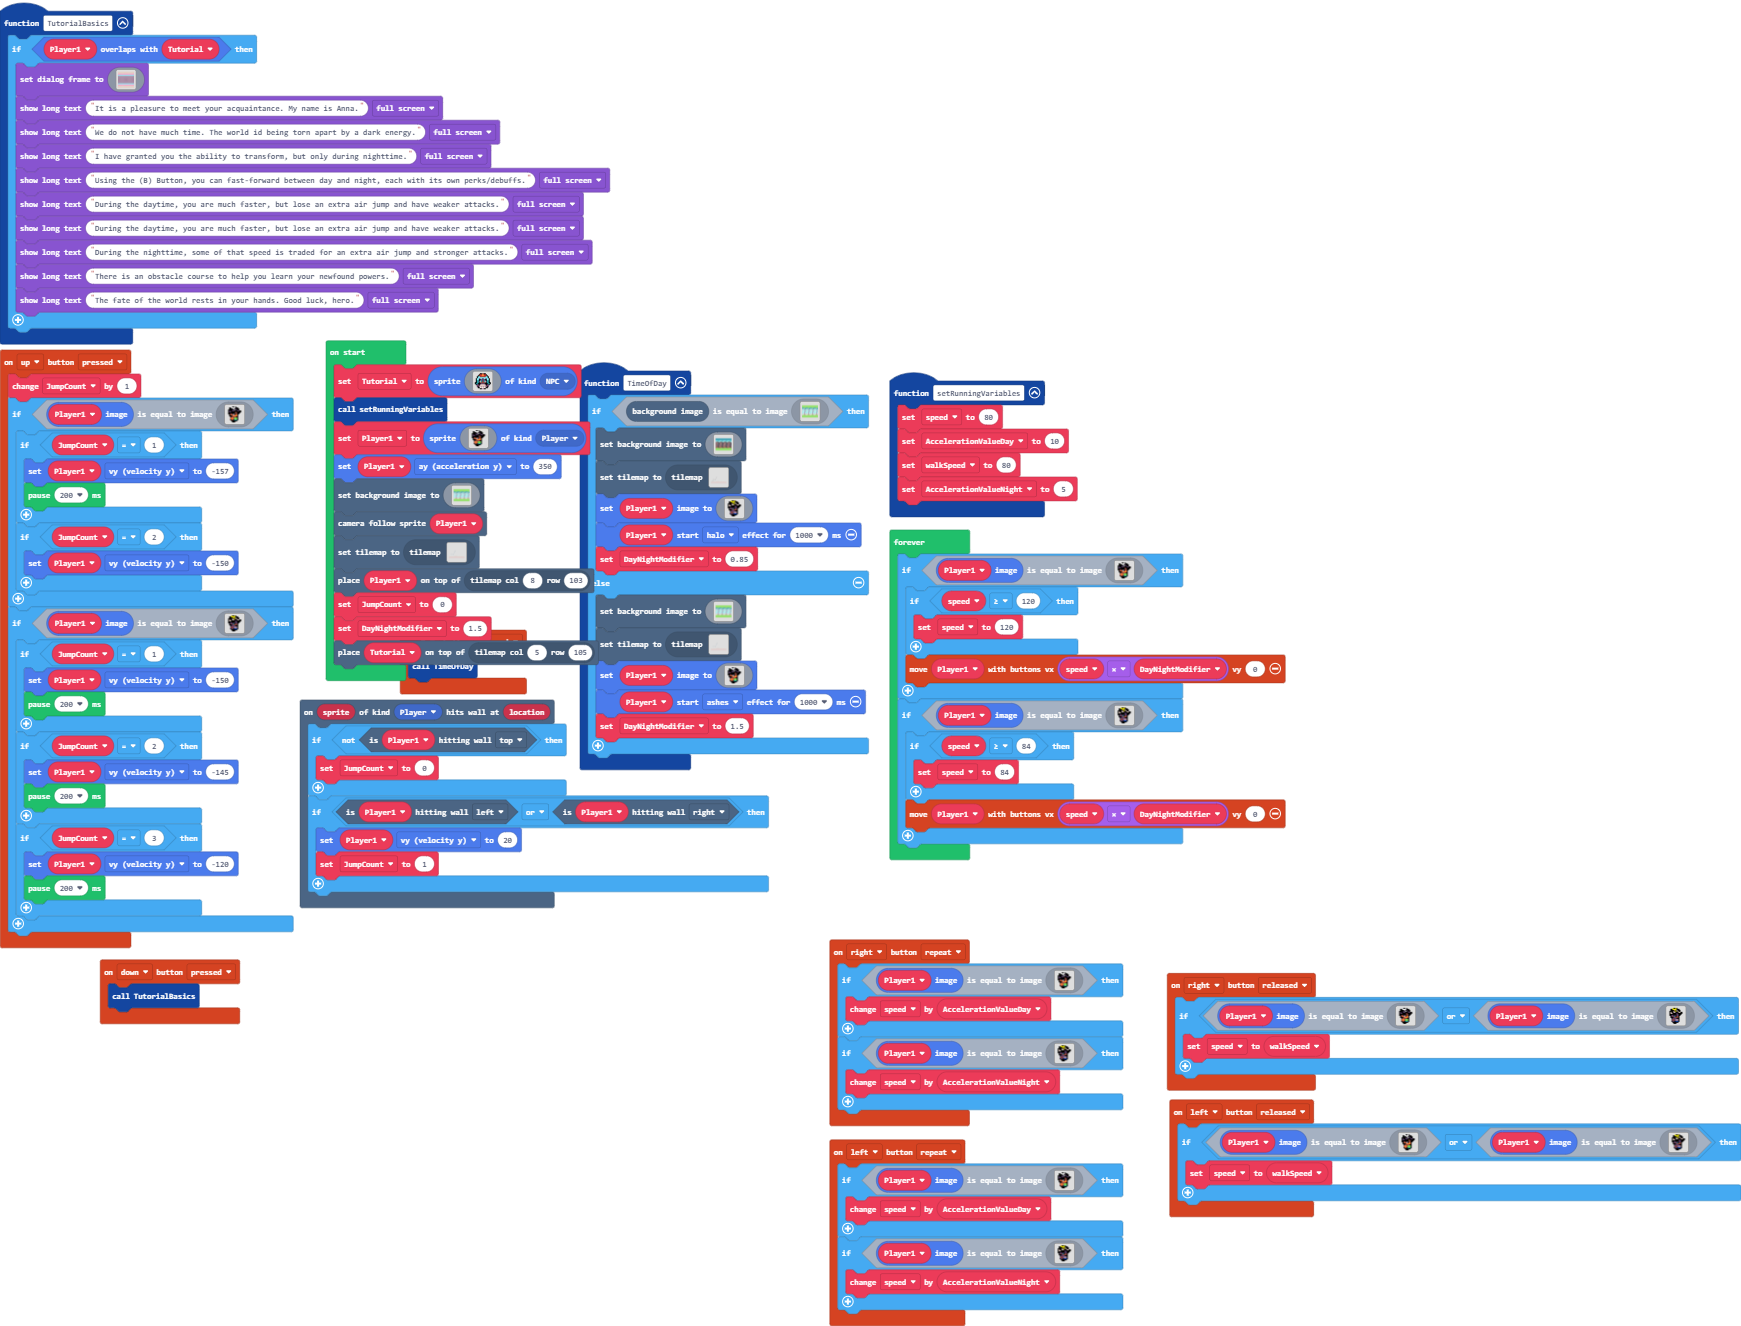 function TutorialBasics
if Player1 overlaps with Tutorial then
set dialog frame to
show long text "It is a pleasure to meet your acquaintance. My name is Anna." full screen
show long text "We do not have much time. The world id being torn apart by a dark energy." full screen
show long text "I have granted you the ability to transform, but only during nighttime." full screen
show long text "Using the (B) Button, you can fast-forward between day and night, each with its own perks/debuffs." full screen
show long text "During the daytime, you are much faster, but lose an extra air jump and have weaker attacks." full screen
show long text "During the daytime, you are much faster, but lose an extra air jump and have weaker attacks." full screen
show long text "During the nighttime, some of that speed is traded for an extra air jump and stronger attacks." full screen
show long text "There is an obstacle course to help you learn your newfound powers." full screen
show long text "The fate of the world rests in your hands. Good luck, hero." full screen
on up button pressed
change JumpCount by 1
if Player1 image is equal to image then
if JumpCount = 1 then
set Player1 vy (velocity y) to -157
pause 200 ms
if JumpCount = 2 then
set Player1 vy (velocity y) to -150
if Player1 image is equal to image then
if JumpCount = 1 then
set Player1 vy (velocity y) to -150
pause 200 ms
if JumpCount = 2 then
set Player1 vy (velocity y) to -145
pause 200 ms
if JumpCount = 3 then
set Player1 vy (velocity y) to -120
pause 200 ms
on down button pressed
call TutorialBasics
on start
set Tutorial to sprite of kind NPC
call setRunningVariables
set Player1 to sprite of kind Player
set Player1 ay (acceleration y) to 350
set background image to
camera follow sprite Player1
set tilemap to tilemap
place Player1 on top of tilemap col 8 row 103
set JumpCount to 0
set DayNightModifier to 1.5
place Tutorial on top of tilemap col 5 row 105
call TimeOfDay
on sprite of kind Player hits wall at location
if not is Player1 hitting wall top then
set JumpCount to 0
if is Player1 hitting wall left or is Player1 hitting wall right then
set Player1 vy (velocity y) to 20
set JumpCount to 1
function TimeOfDay
if background image is equal to image then
set background image to
set tilemap to tilemap
set Player1 image to
Player1 start halo effect for 1000 ms
set DayNightModifier to 0.85
else
set background image to
set tilemap to tilemap
set Player1 image to
Player1 start ashes effect for 1000 ms
set DayNightModifier to 1.5
function setRunningVariables
set speed to 80
set AccelerationValueDay to 10
set walkSpeed to 80
set AccelerationValueNight to 5
forever
if Player1 image is equal to image then
if speed ≥ 120 then
set speed to 120
move Player1 with buttons vx speed × DayNightModifier vy 0
if Player1 image is equal to image then
if speed ≥ 84 then
set speed to 84
move Player1 with buttons vx speed × DayNightModifier vy 0
on right button repeat
if Player1 image is equal to image then
change speed by AccelerationValueDay
if Player1 image is equal to image then
change speed by AccelerationValueNight
on left button repeat
if Player1 image is equal to image then
change speed by AccelerationValueDay
if Player1 image is equal to image then
change speed by AccelerationValueNight
on right button released
if Player1 image is equal to image or Player1 image is equal to image then
set speed to walkSpeed
on left button released
if Player1 image is equal to image or Player1 image is equal to image then
set speed to walkSpeed